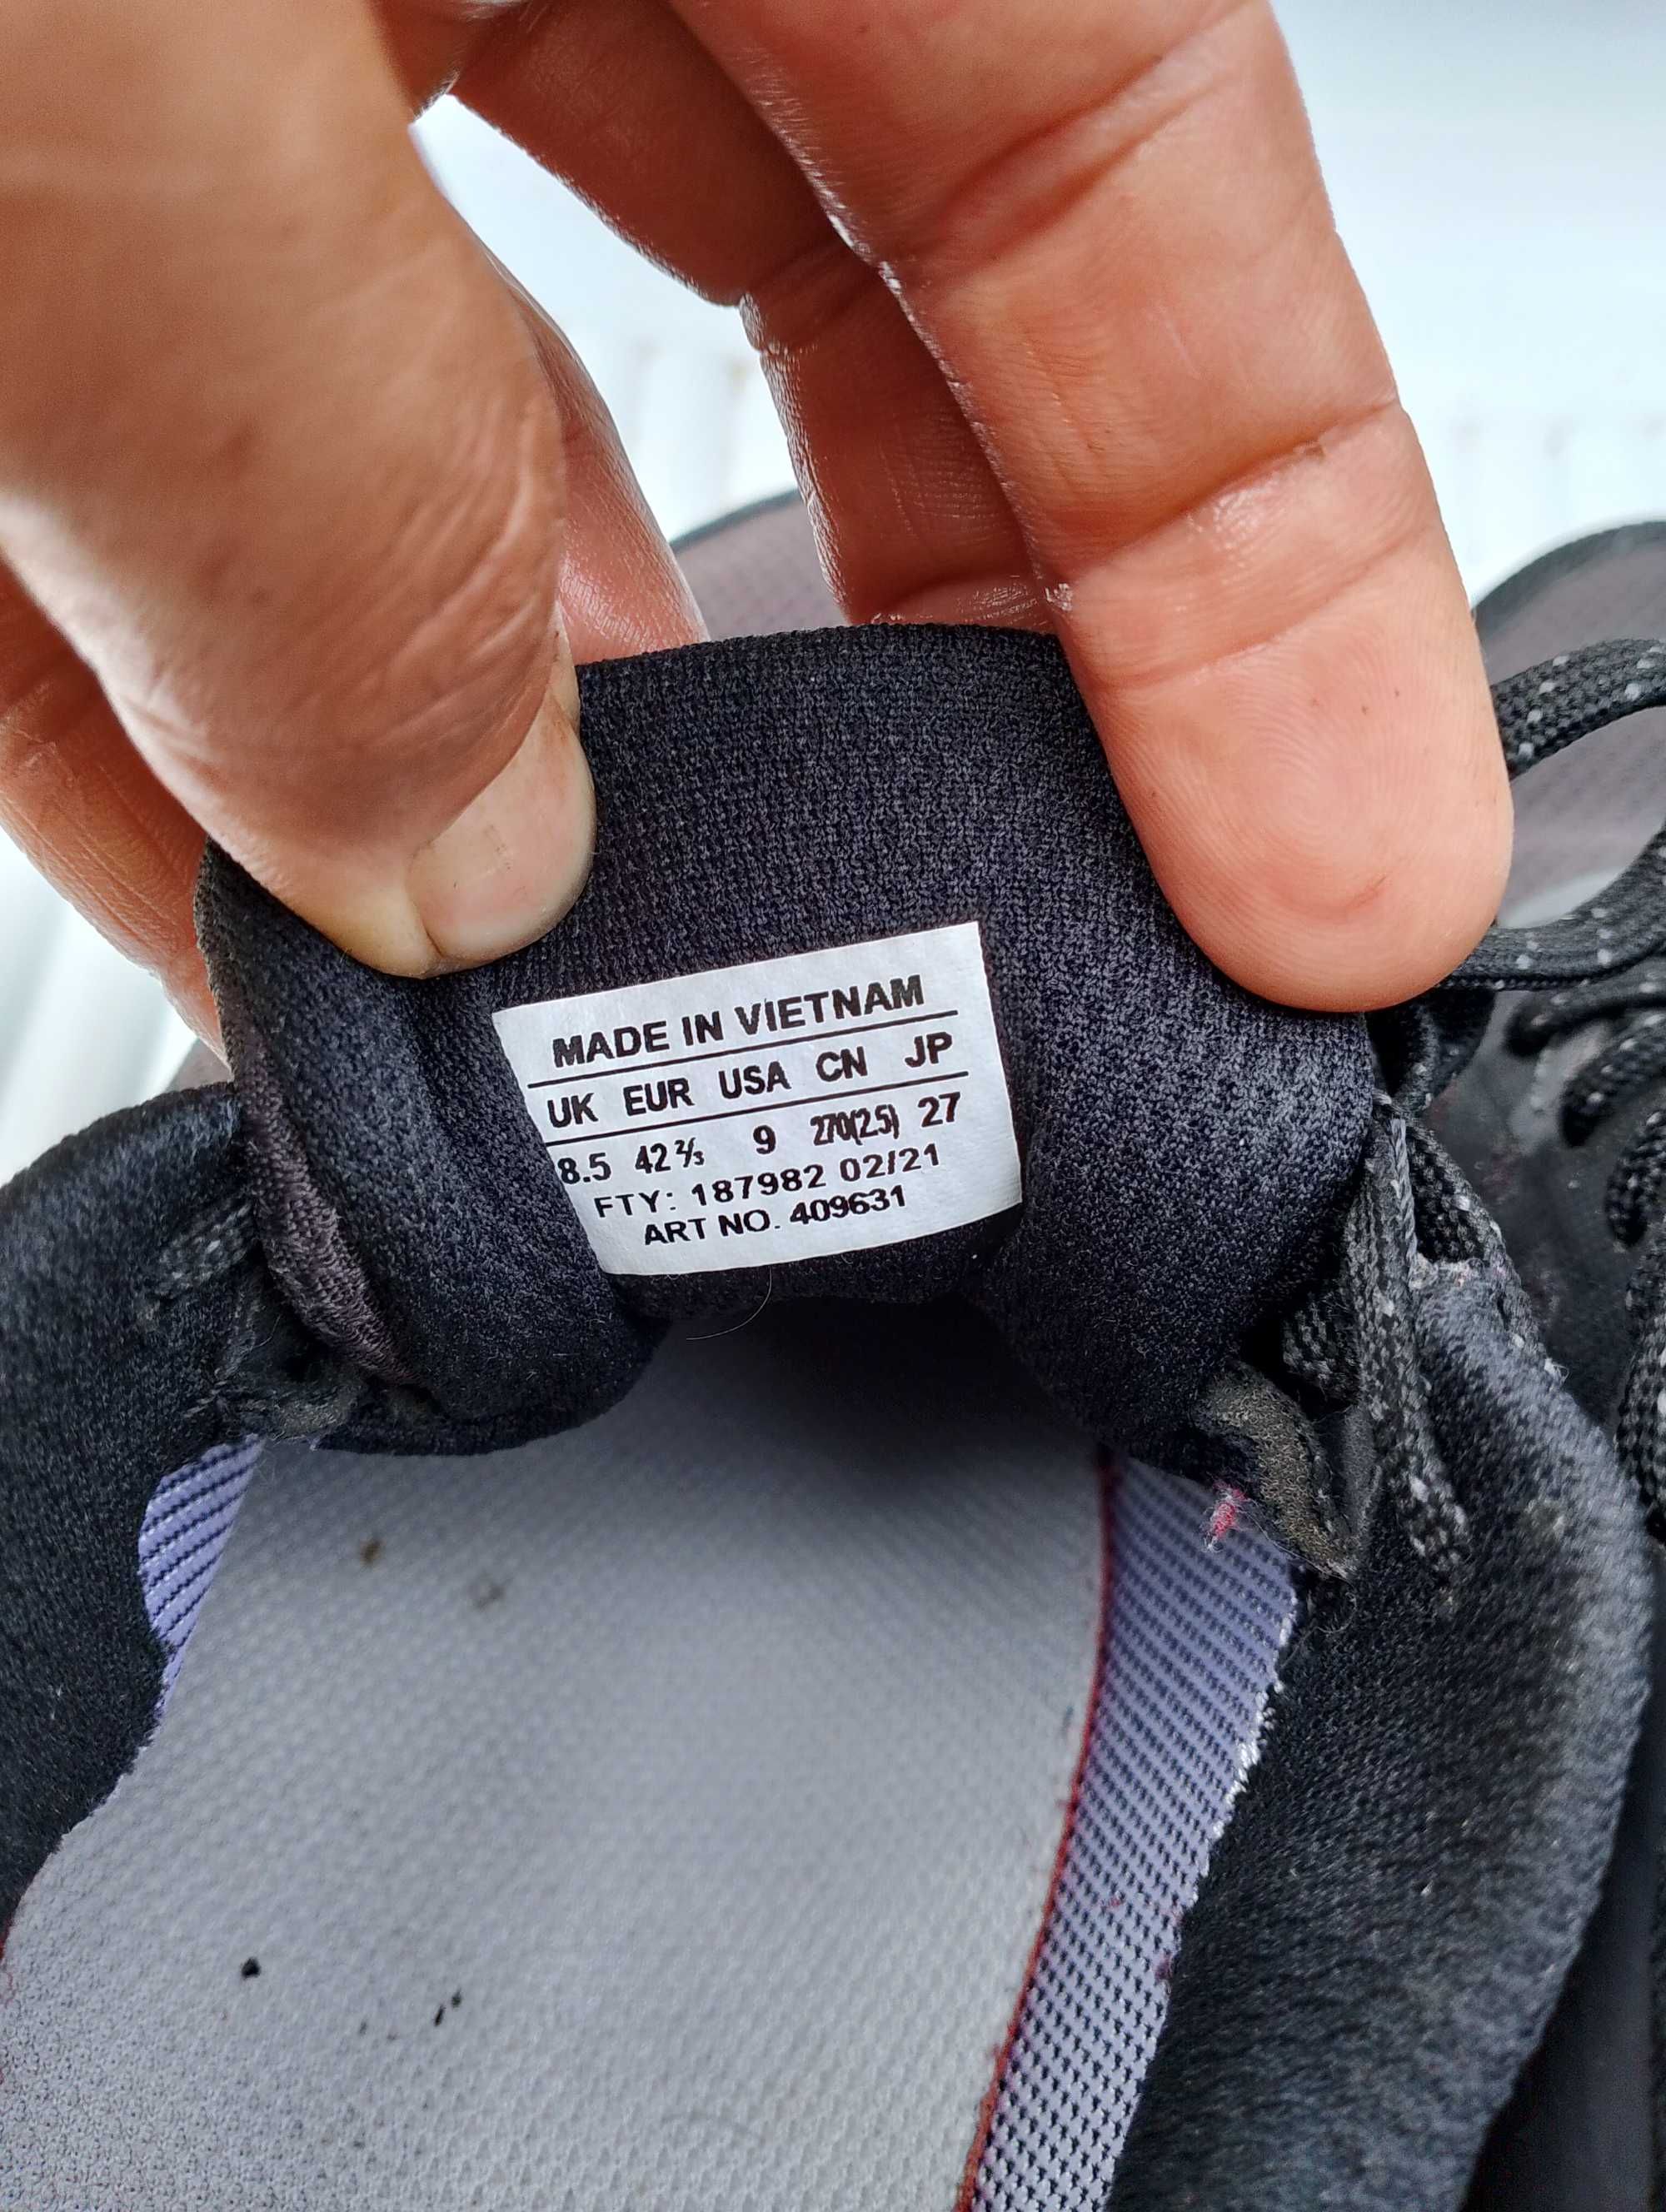 MADE IN VIETNAM
UK EUR USA CN JP
8.5 42⅔ 9 270(2.5) 27
FTY: 187982 02/21
ART NO. 409631